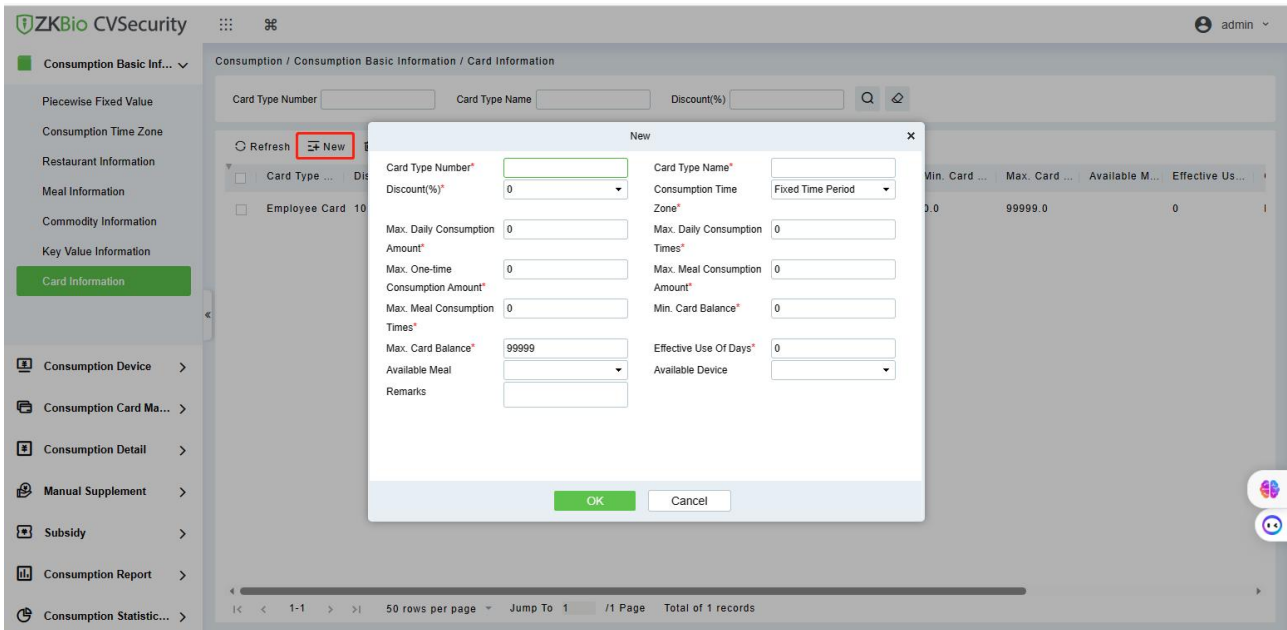 ZKBio CVSecurity
admin
Consumption Basic Inf...
Consumption / Consumption Basic Information / Card Information
Piecewise Fixed Value
Consumption Time Zone
Restaurant Information
Meal Information
Commodity Information
Key Value Information
Card Information
Consumption Device
Consumption Card Ma...
Consumption Detail
Manual Supplement
Subsidy
Consumption Report
Consumption Statistic...
Card Type Number Card Type Name Discount(%)
Refresh New
Card Type ... Min. Card ... Max. Card ... Available M... Effective Us...
Employee Card 10 0.0 99999.0 0
New
Card Type Number* Card Type Name*
Discount(%)* 0 Consumption Time Fixed Time Period
Zone*
Max. Daily Consumption 0 Max. Daily Consumption 0
Amount* Times*
Max. One-time 0 Max. Meal Consumption 0
Consumption Amount* Amount*
Max. Meal Consumption 0 Min. Card Balance* 0
Times*
Max. Card Balance* 99999 Effective Use Of Days* 0
Available Meal Available Device
Remarks
OK Cancel
1-1 50 rows per page Jump To 1 /1 Page Total of 1 records